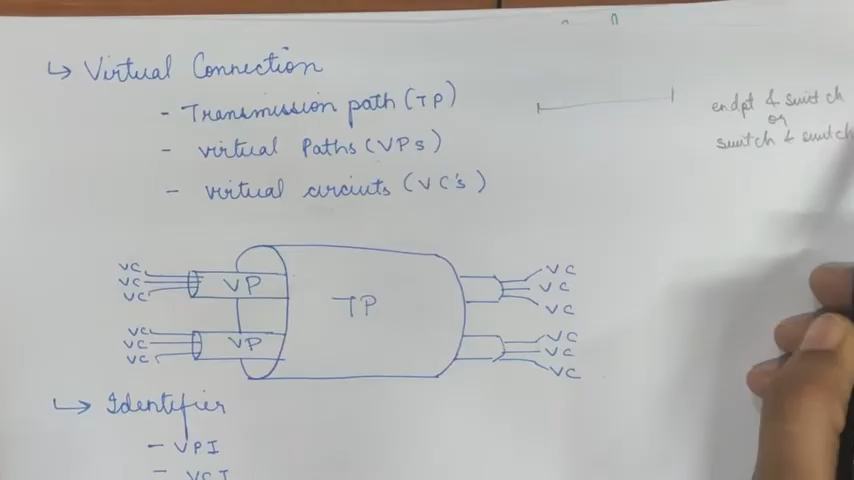 ↳ Virtual Connection
- Transmission path (TP)
- virtual Paths (VPs)
- virtual circuits (VC's)
endpt & switch
or
switch & switch
VC
VC
VC
VP
VC
VC
VC
VP
TP
VC
VC
VC
VC
VC
VC
↳ Identifier
- VPI
- VCI